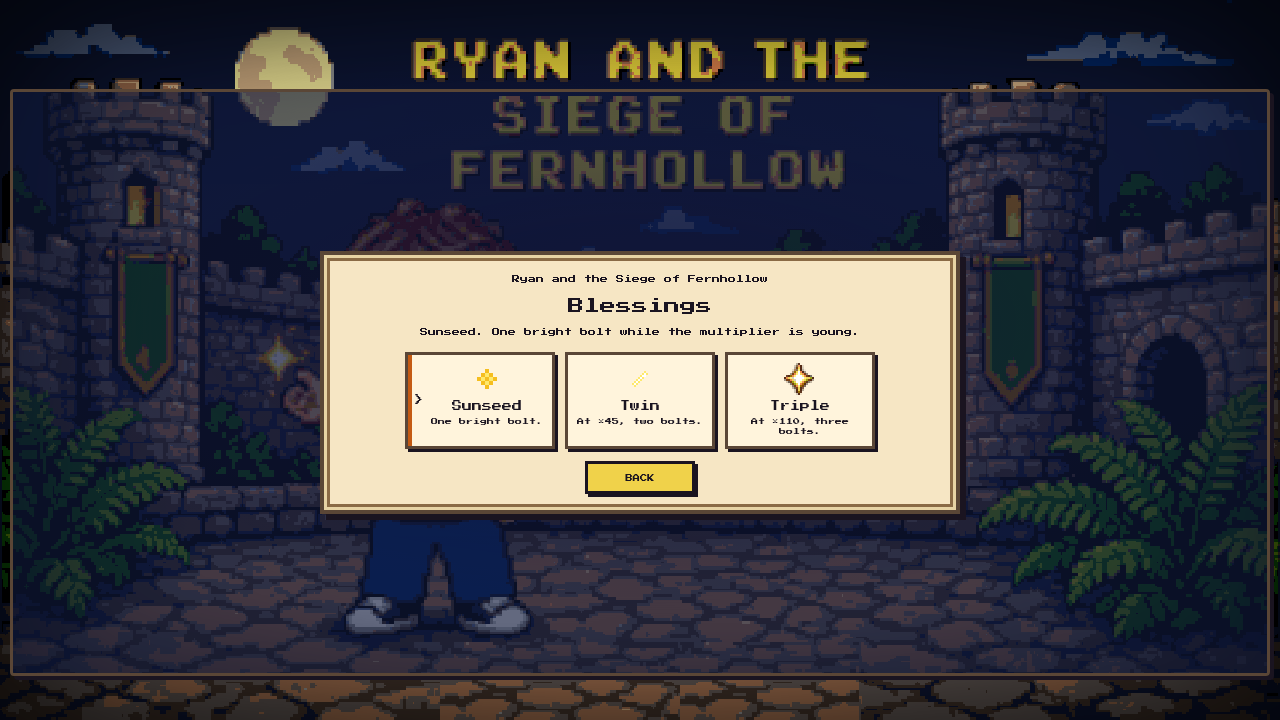 RYAN AND THE
SIEGE OF
FERNHOLLOW
Ryan and the Siege of Fernhollow
Blessings
Sunseed. One bright bolt while the multiplier is young.
› Sunseed
One bright bolt.
Twin
At ×45, two bolts.
Triple
At ×110, three
bolts.
BACK